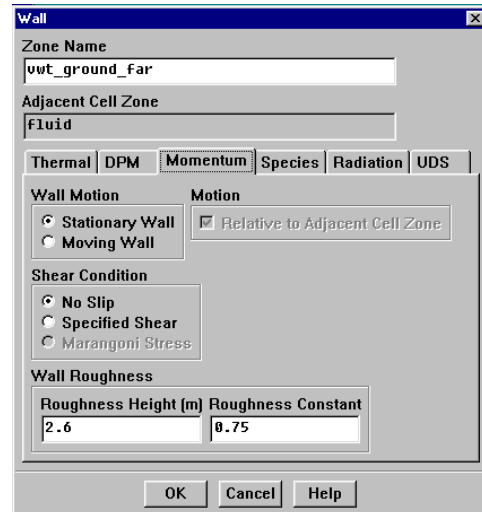 Wall
Zone Name
vwt_ground_far
Adjacent Cell Zone
fluid
Thermal DPM Momentum Species Radiation UDS
Wall Motion Motion
Stationary Wall Relative to Adjacent Cell Zone
Moving Wall
Shear Condition
No Slip
Specified Shear
Marangoni Stress
Wall Roughness
Roughness Height (m) Roughness Constant
2.6 0.75
OK Cancel Help